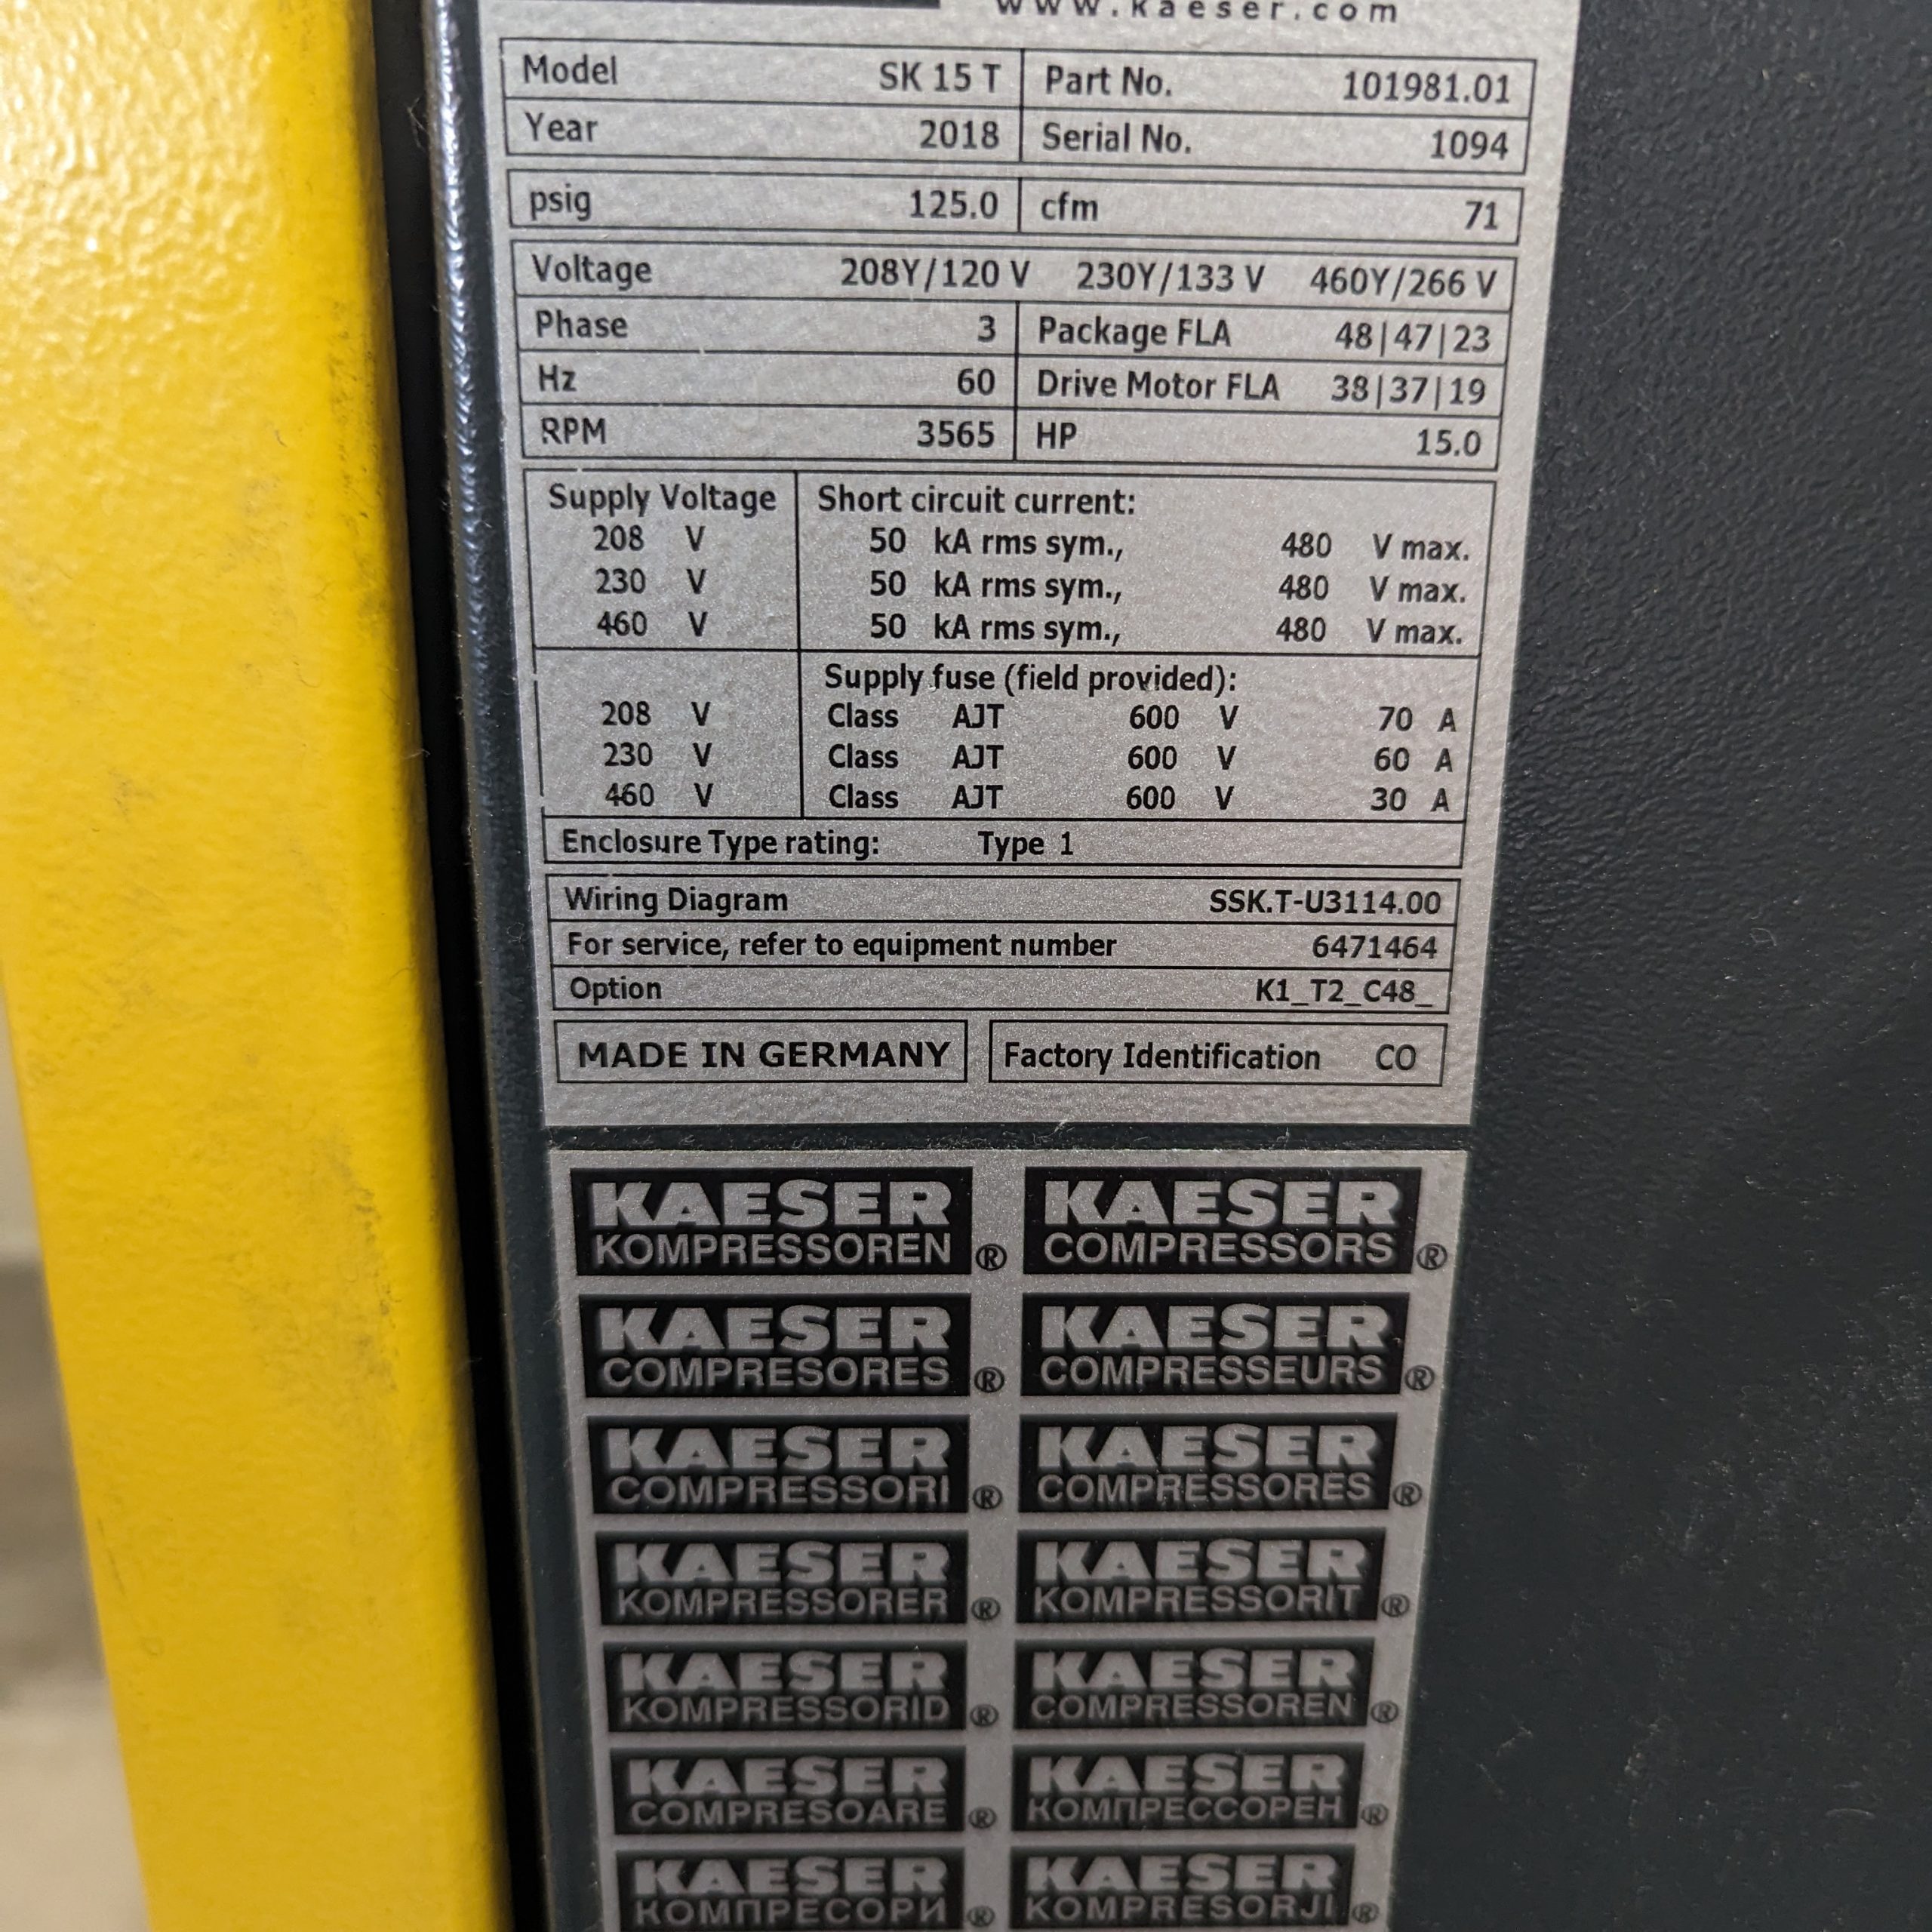 www.kaeser.com
Model SK 15 T Part No. 101981.01
Year 2018 Serial No. 1094
psig 125.0 cfm 71
Voltage 208Y/120 V 230Y/133 V 460Y/266 V
Phase 3 Package FLA 48|47|23
Hz 60 Drive Motor FLA 38|37|19
RPM 3565 HP 15.0
Supply Voltage Short circuit current:
208 V 50 kA rms sym., 480 V max.
230 V 50 kA rms sym., 480 V max.
460 V 50 kA rms sym., 480 V max.
Supply fuse (field provided):
208 V Class AJT 600 V 70 A
230 V Class AJT 600 V 60 A
460 V Class AJT 600 V 30 A
Enclosure Type rating: Type 1
Wiring Diagram SSK.T-U3114.00
For service, refer to equipment number 6471464
Option K1_T2_C48_
MADE IN GERMANY Factory Identification CO
KAESER KAESER
KOMPRESSOREN ® COMPRESSORS ®
KAESER KAESER
COMPRESORES ® COMPRESSEURS ®
KAESER KAESER
COMPRESSORI ® COMPRESSORES ®
KAESER KAESER
KOMPRESSORER ® KOMPRESSORIT ®
KAESER KAESER
KOMPRESSORID ® COMPRESSOREN ®
KAESER KAESER
COMPRESOARE ® КОМПРЕССОРЕН ®
KAESER KAESER
КОМПРЕСОРИ ® KOMPRESORJI ®